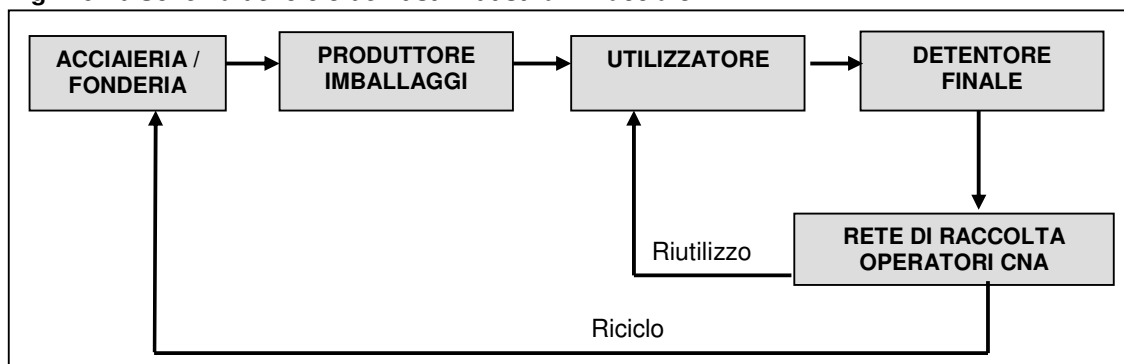 ACCIAIERIA /
FONDERIA
PRODUTTORE
IMBALLAGGI
UTILIZZATORE
DETENTORE
FINALE
RETE DI RACCOLTA
OPERATORI CNA
Riutilizzo
Riciclo